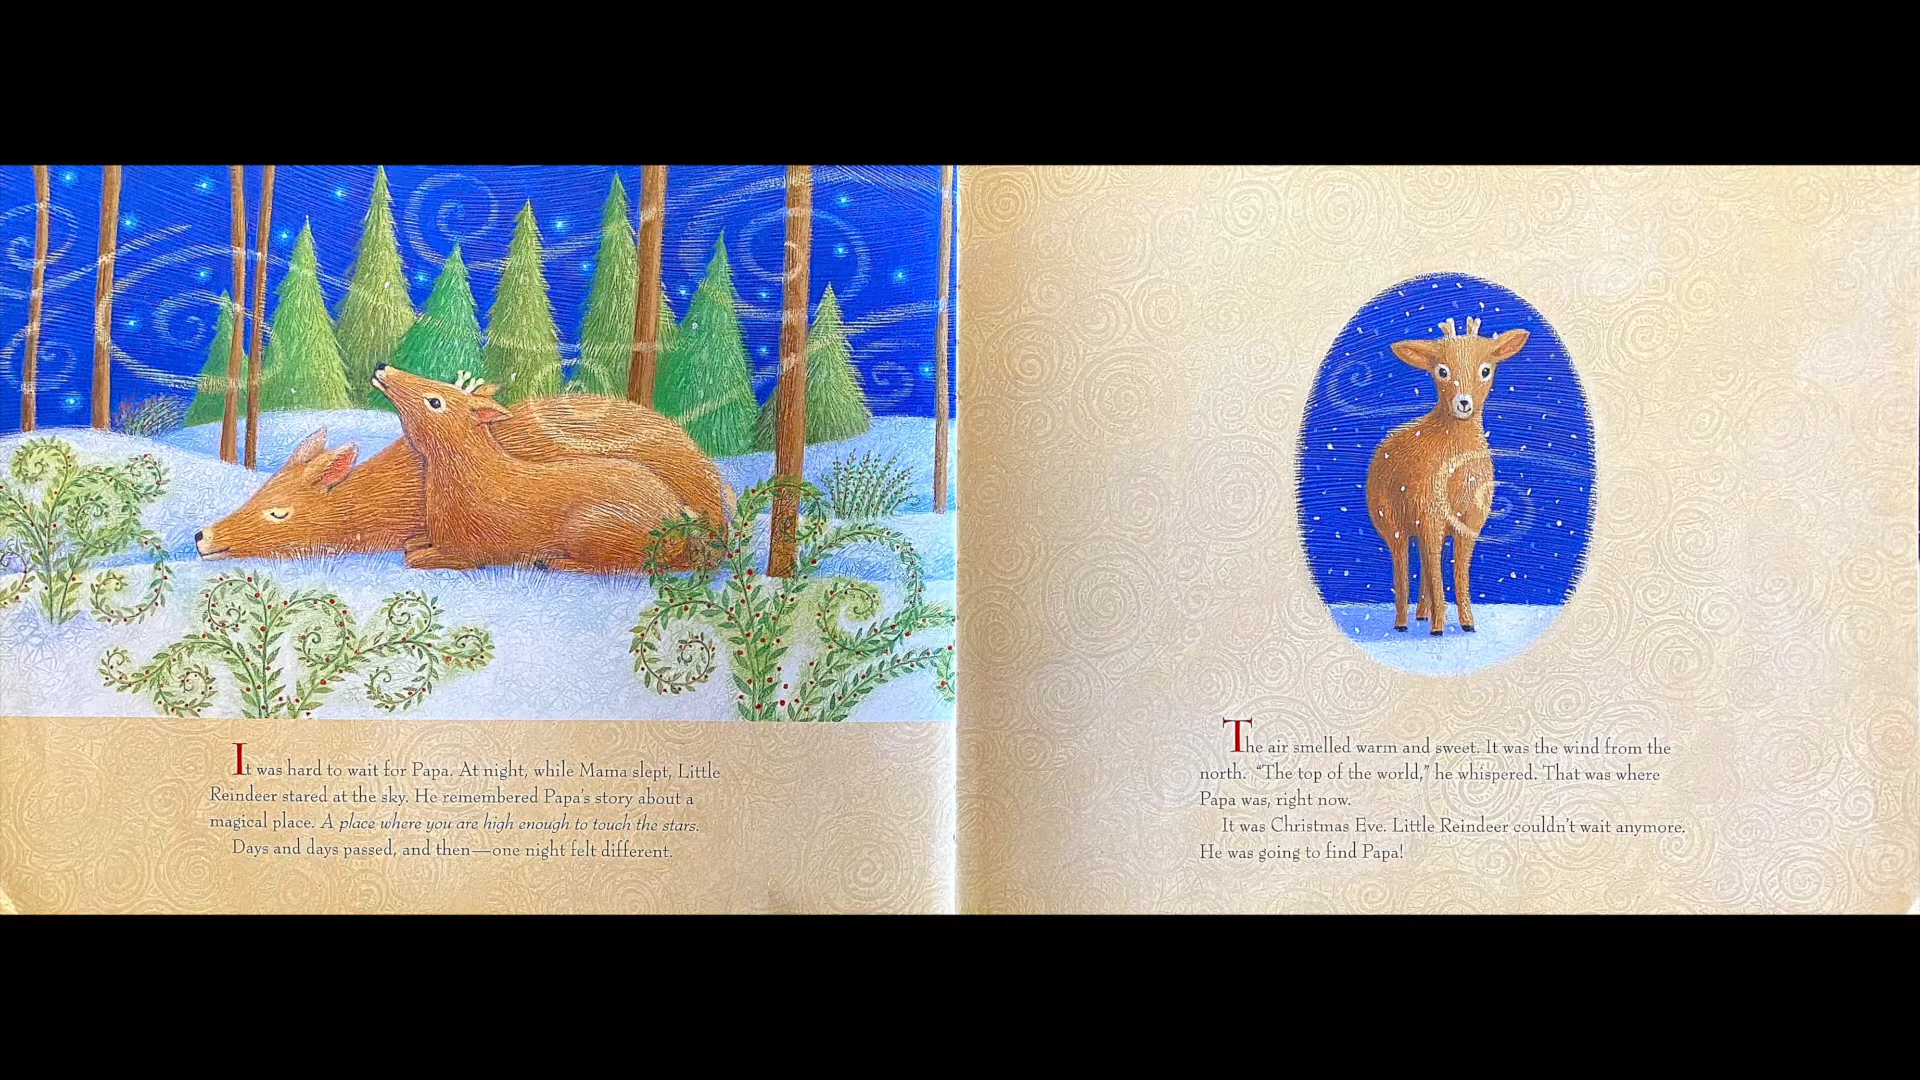 It was hard to wait for Papa. At night, while Mama slept, Little
Reindeer stared at the sky. He remembered Papa's story about a
magical place. A place where you are high enough to touch the stars.
Days and days passed, and then—one night felt different.
The air smelled warm and sweet. It was the wind from the
north. “The top of the world,” he whispered. That was where
Papa was, right now.
It was Christmas Eve. Little Reindeer couldn't wait anymore.
He was going to find Papa!